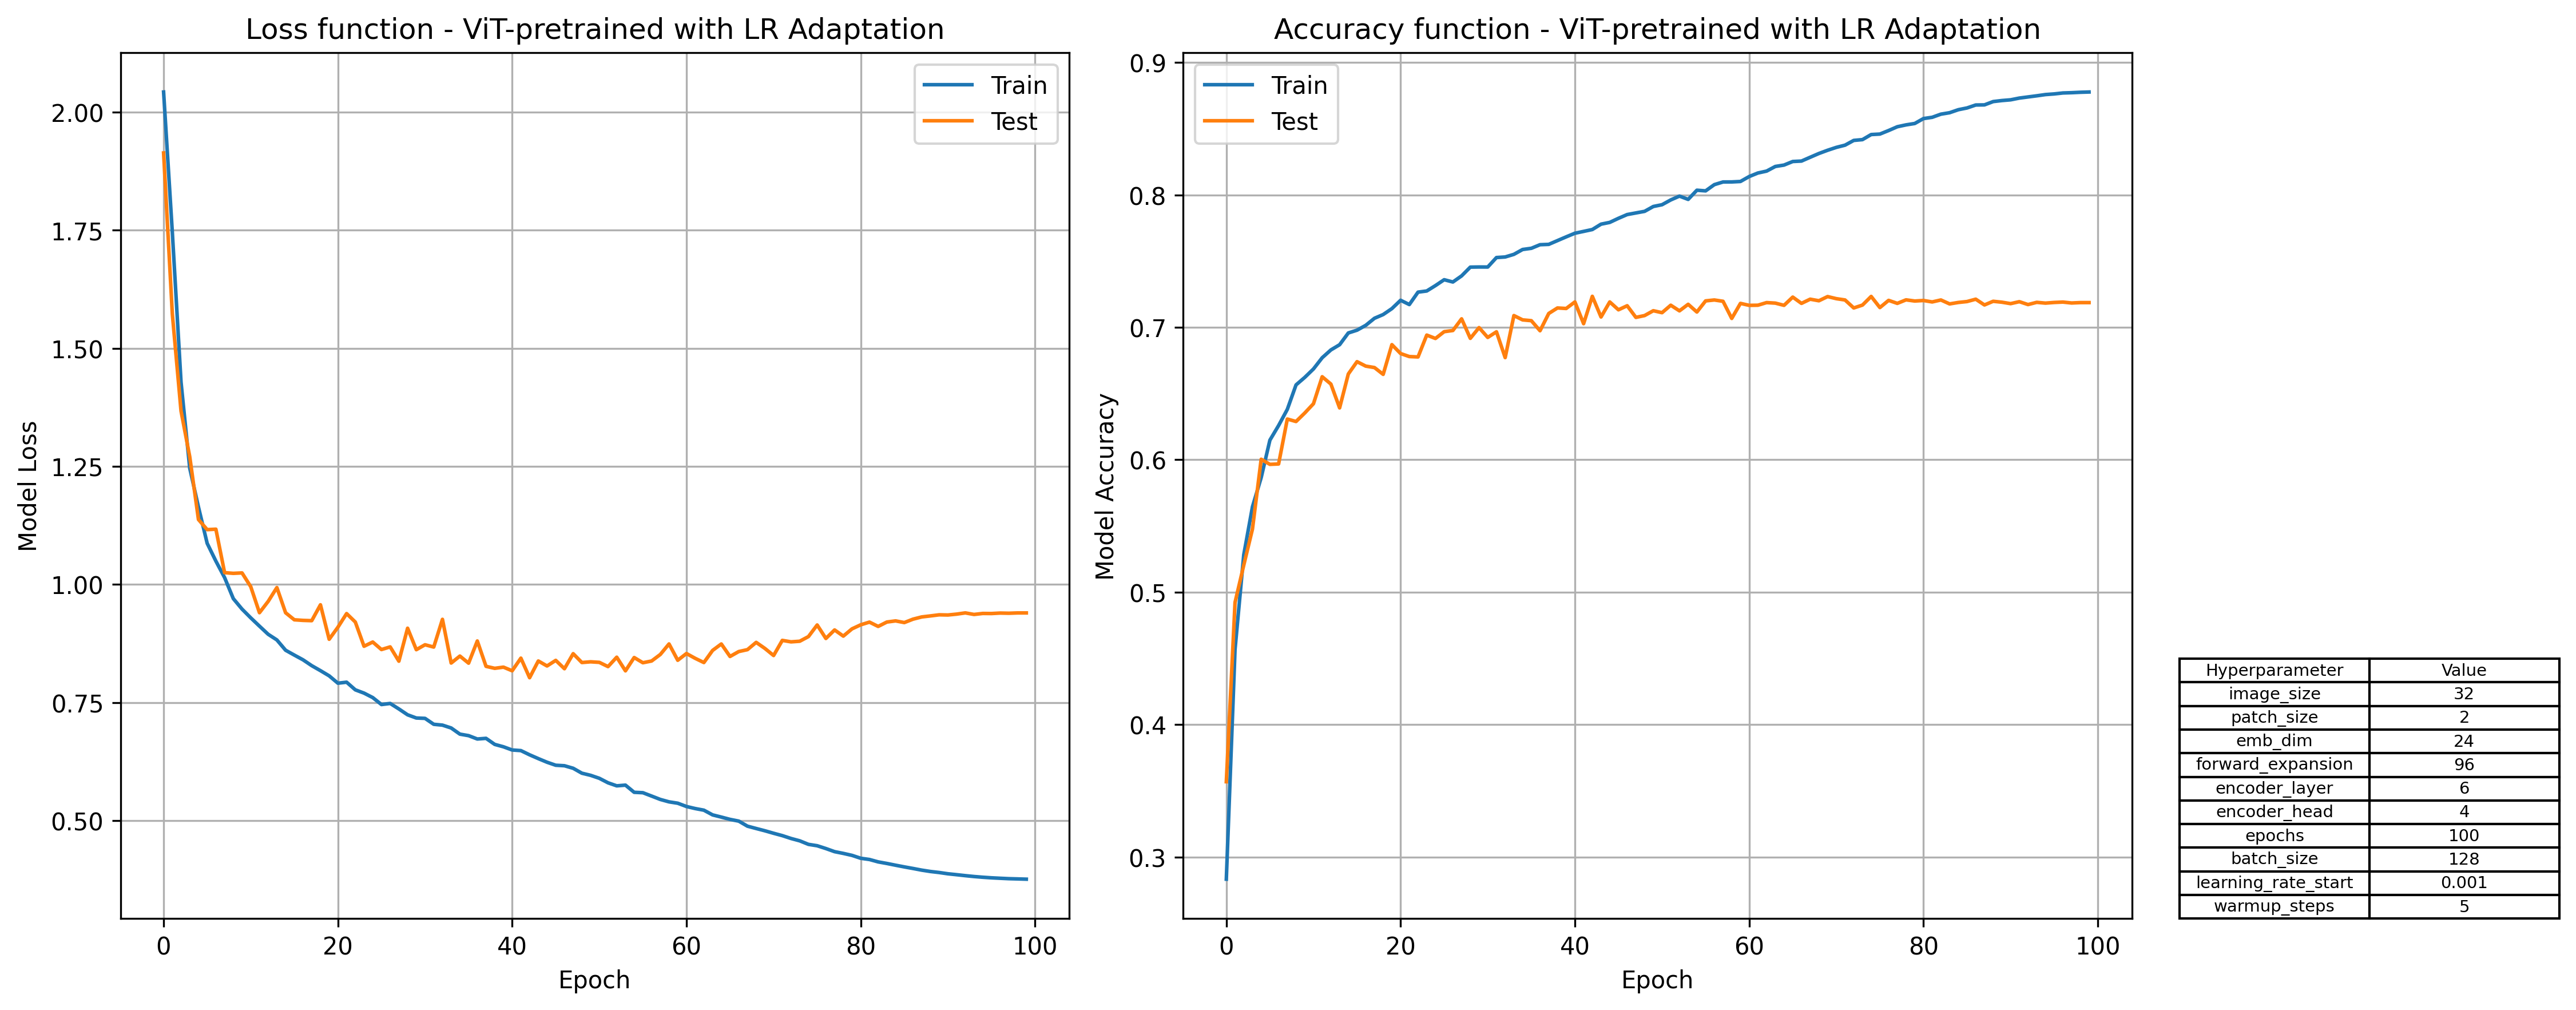 Loss function - ViT-pretrained with LR Adaptation
Train
Test
2.00
1.75
1.50
1.25
1.00
0.75
0.50
Model Loss
0 20 40 60 80 100
Epoch
Accuracy function - ViT-pretrained with LR Adaptation
Train
Test
0.9
0.8
0.7
0.6
0.5
0.4
0.3
Model Accuracy
0 20 40 60 80 100
Epoch
Hyperparameter Value
image_size 32
patch_size 2
emb_dim 24
forward_expansion 96
encoder_layer 6
encoder_head 4
epochs 100
batch_size 128
learning_rate_start 0.001
warmup_steps 5